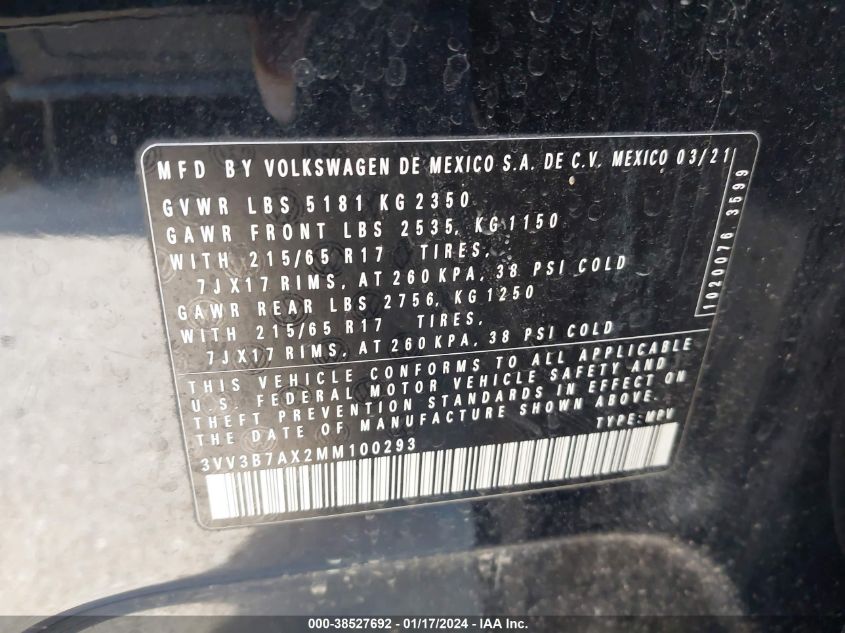 MFD BY VOLKSWAGEN DE MEXICO S.A. DE C.V. MEXICO 03/21
GVWR LBS 5181 KG 2350
GAWR FRONT LBS 2535, KG 1150
WITH 215/65 R17 TIRES,
7JX17 RIMS, AT 260 KPA, 38 PSI COLD
GAWR REAR LBS 2756, KG 1250
WITH 215/65 R17 TIRES,
7JX17 RIMS, AT 260 KPA, 38 PSI COLD
1020076 3699
THIS VEHICLE CONFORMS TO ALL APPLICABLE
U.S. FEDERAL MOTOR VEHICLE SAFETY AND
THEFT PREVENTION STANDARDS IN EFFECT ON
THE DATE OF MANUFACTURE SHOWN ABOVE.
TYPE: MPV
3VV3B7AX2MM100293
000-38527692 - 01/17/2024 - IAAI INC.